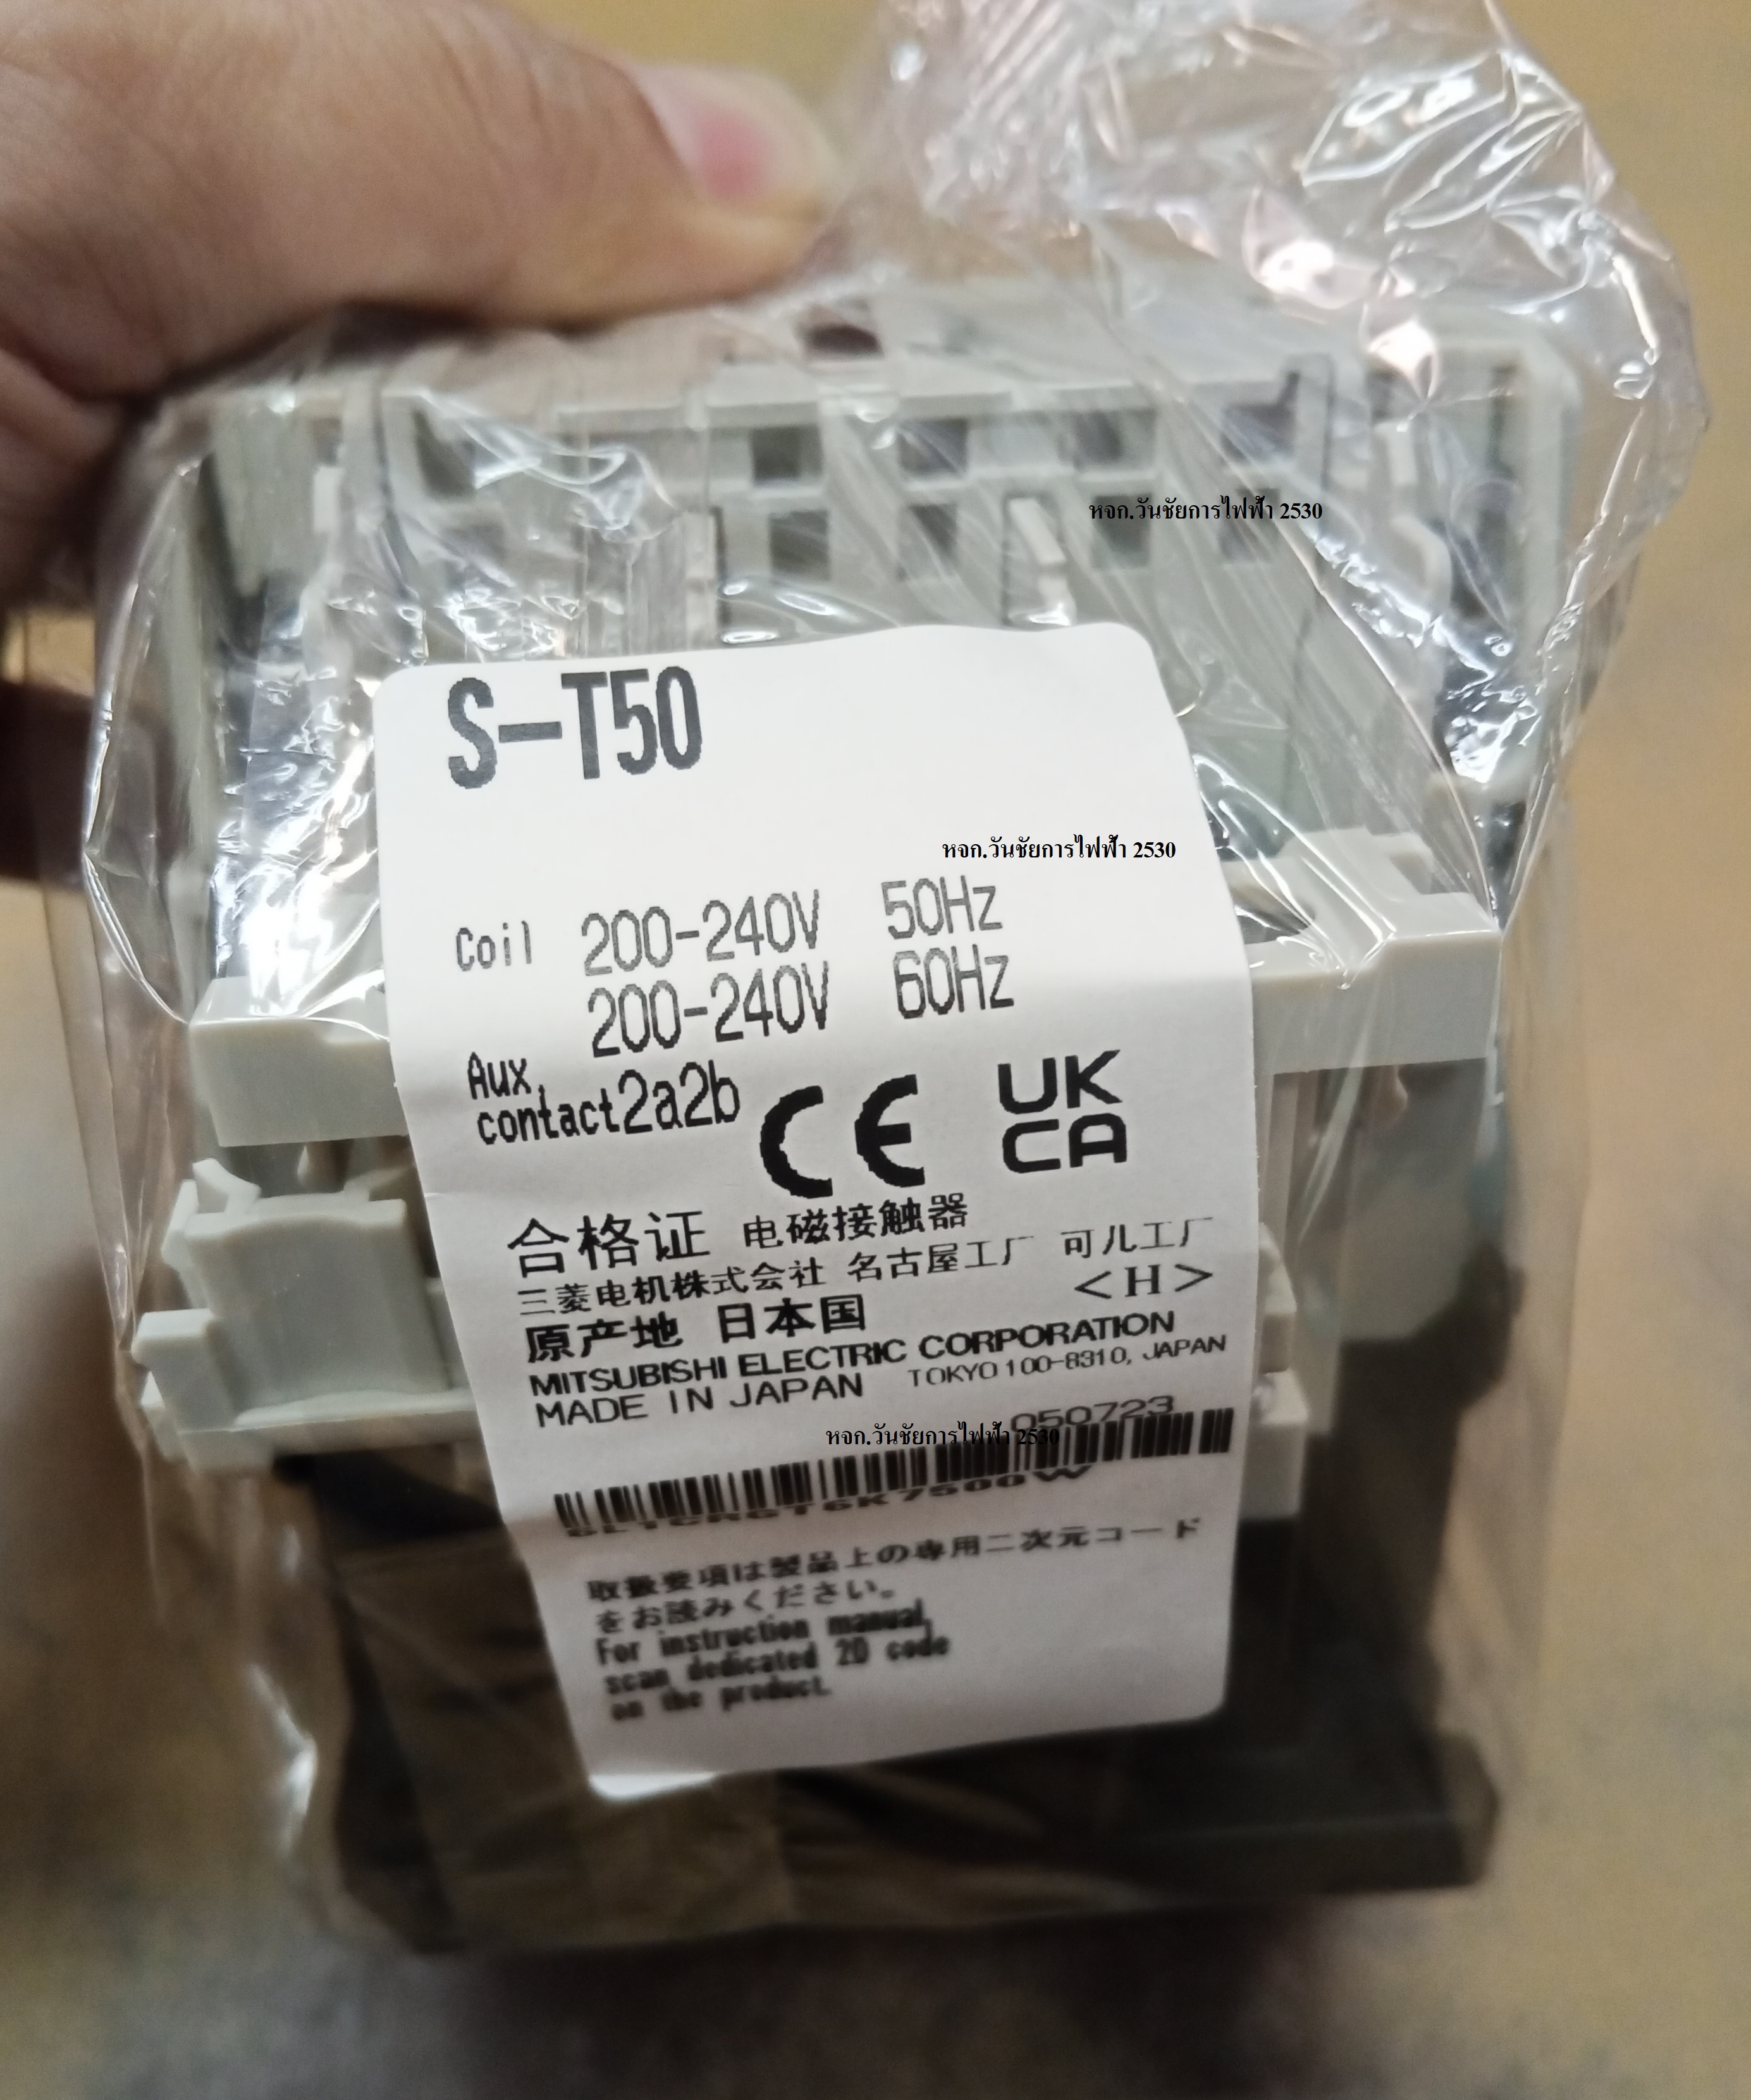 หจก.วันชัยการไฟฟ้า 2530
S-T50
หจก.วันชัยการไฟฟ้า 2530
Coil 200-240V 50Hz
200-240V 60Hz
Aux.
contact 2a2b
CE
UK
CA
合格证 电磁接触器
三菱电机株式会社 名古屋工厂 可儿工厂
原产地 日本国 <H>
MITSUBISHI ELECTRIC CORPORATION
MADE IN JAPAN TOKYO 100-8310, JAPAN
050723
หจก.วันชัยการไฟฟ้า 2530
取扱要項は製品上の専用二次元コード
をお読みください。
For instruction manual,
scan dedicated 2D code
on the product.